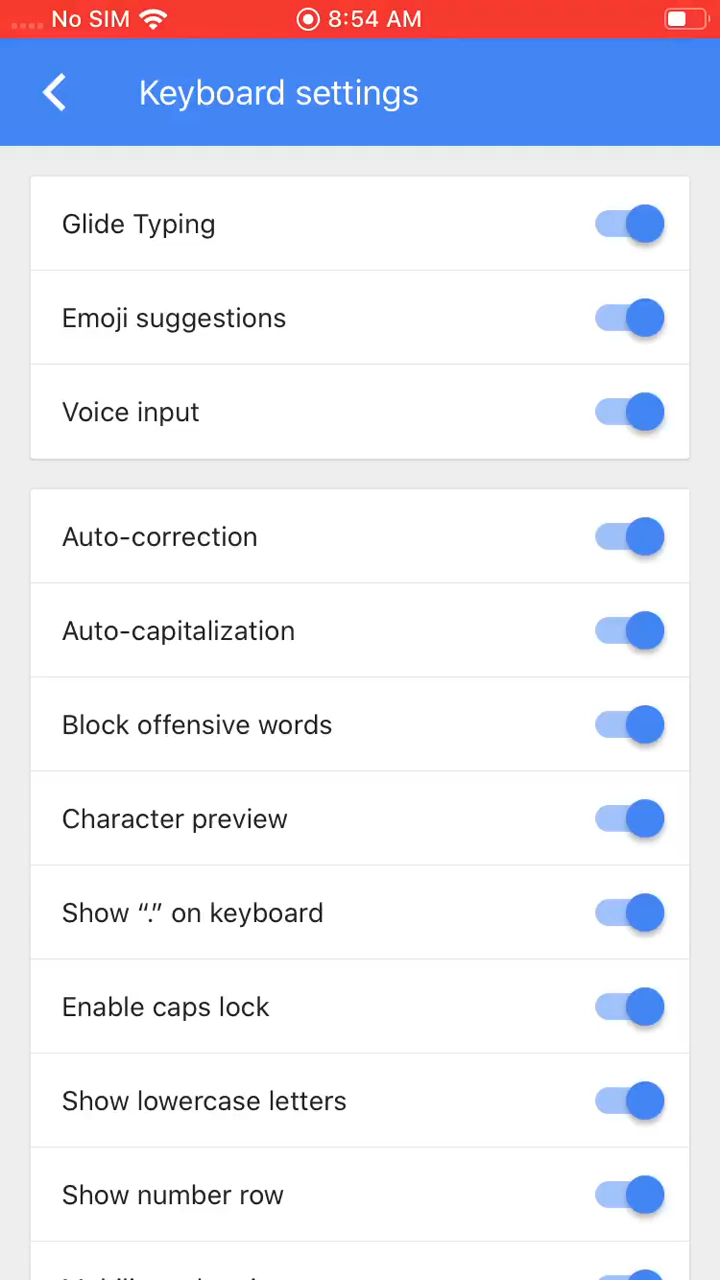 No SIM 8:54 AM
Keyboard settings
Glide Typing
Emoji suggestions
Voice input
Auto-correction
Auto-capitalization
Block offensive words
Character preview
Show “.” on keyboard
Enable caps lock
Show lowercase letters
Show number row